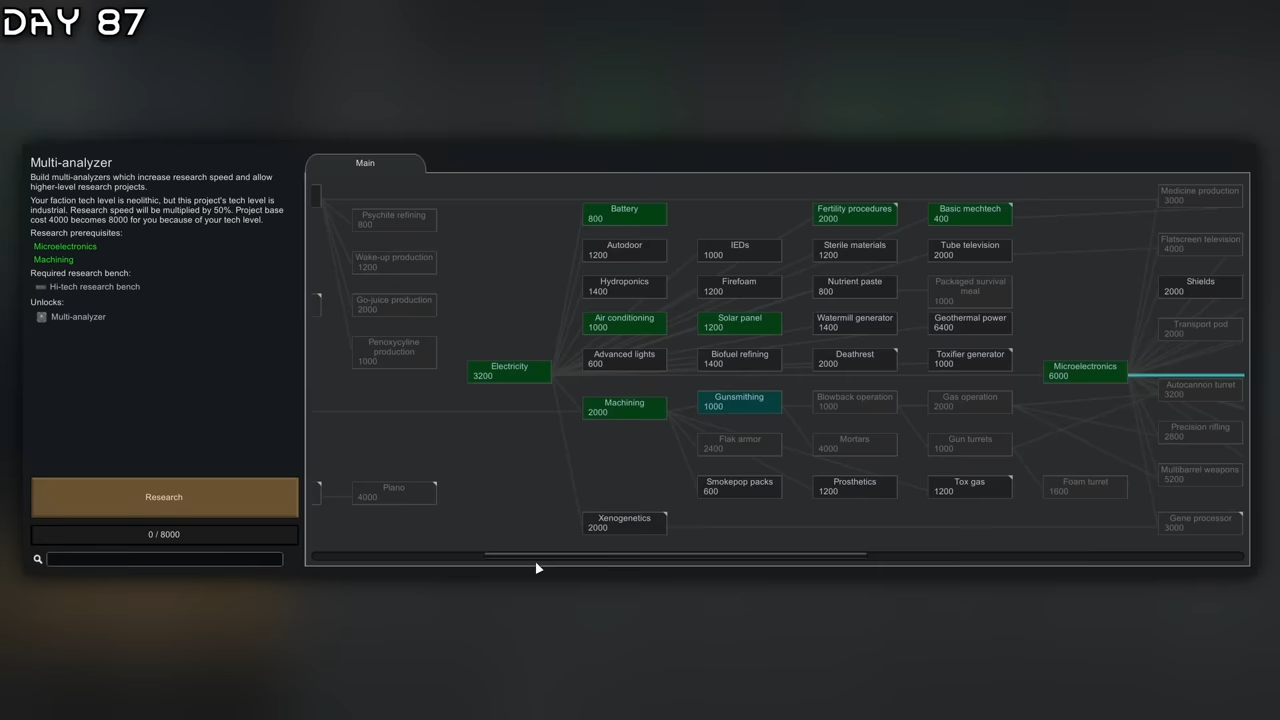 DAY 87
Multi-analyzer
Build multi-analyzers which increase research speed and allow
higher-level research projects.
Your faction tech level is neolithic, but this project's tech level is
industrial. Research speed will be multiplied by 50%. Project base
cost 4000 becomes 8000 for you because of your tech level.
Research prerequisites:
Microelectronics
Machining
Required research bench:
Hi-tech research bench
Unlocks:
Multi-analyzer
Research
0 / 8000
Main
Psychite refining
800
Wake-up production
1200
Go-juice production
2000
Penoxycyline
production
1000
Piano
4000
Electricity
3200
Battery
800
Autodoor
1200
Hydroponics
1400
Air conditioning
1000
Advanced lights
600
Machining
2000
Xenogenetics
2000
IEDs
1000
Firefoam
1200
Solar panel
1200
Biofuel refining
1400
Gunsmithing
1000
Flak armor
2400
Smokepop packs
600
Fertility procedures
2000
Sterile materials
1200
Nutrient paste
800
Watermill generator
1400
Deathrest
2000
Blowback operation
1000
Mortars
4000
Prosthetics
1200
Basic mechtech
400
Tube television
2000
Packaged survival
meal
1000
Geothermal power
6400
Toxifier generator
1000
Gas operation
2000
Gun turrets
1000
Tox gas
1200
Microelectronics
6000
Foam turret
1600
Medicine production
3000
Flatscreen television
4000
Shields
2000
Transport pod
2000
Autocannon turret
3200
Precision rifling
2800
Multibarrel weapons
5200
Gene processor
3000